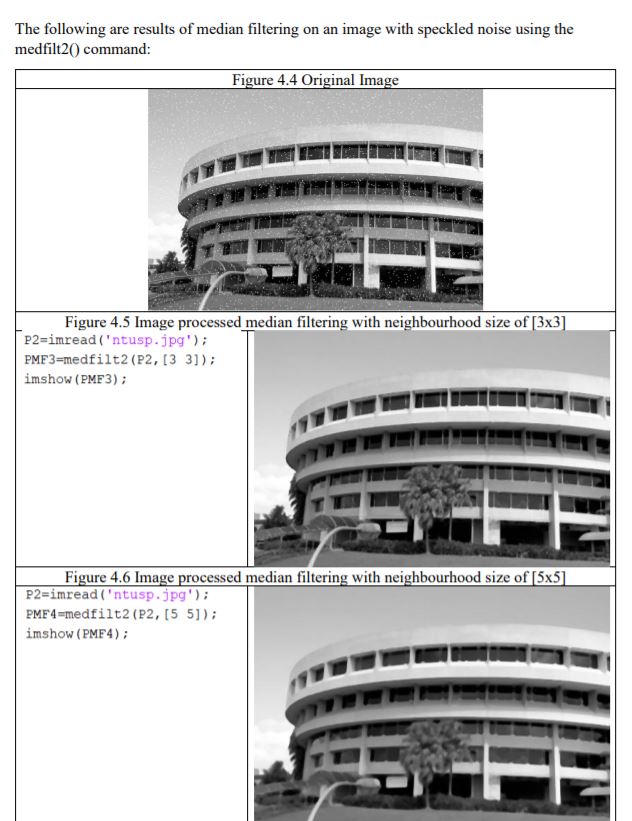 The following are results of median filtering on an image with speckled noise using the
medfilt2() command:
Figure 4.4 Original Image
Figure 4.5 Image processed median filtering with neighbourhood size of [3x3]
P2=imread('ntusp.jpg');
PMF3=medfilt2(P2,[3 3]);
imshow(PMF3);
Figure 4.6 Image processed median filtering with neighbourhood size of [5x5]
P2=imread('ntusp.jpg');
PMF4=medfilt2(P2,[5 5]);
imshow(PMF4);